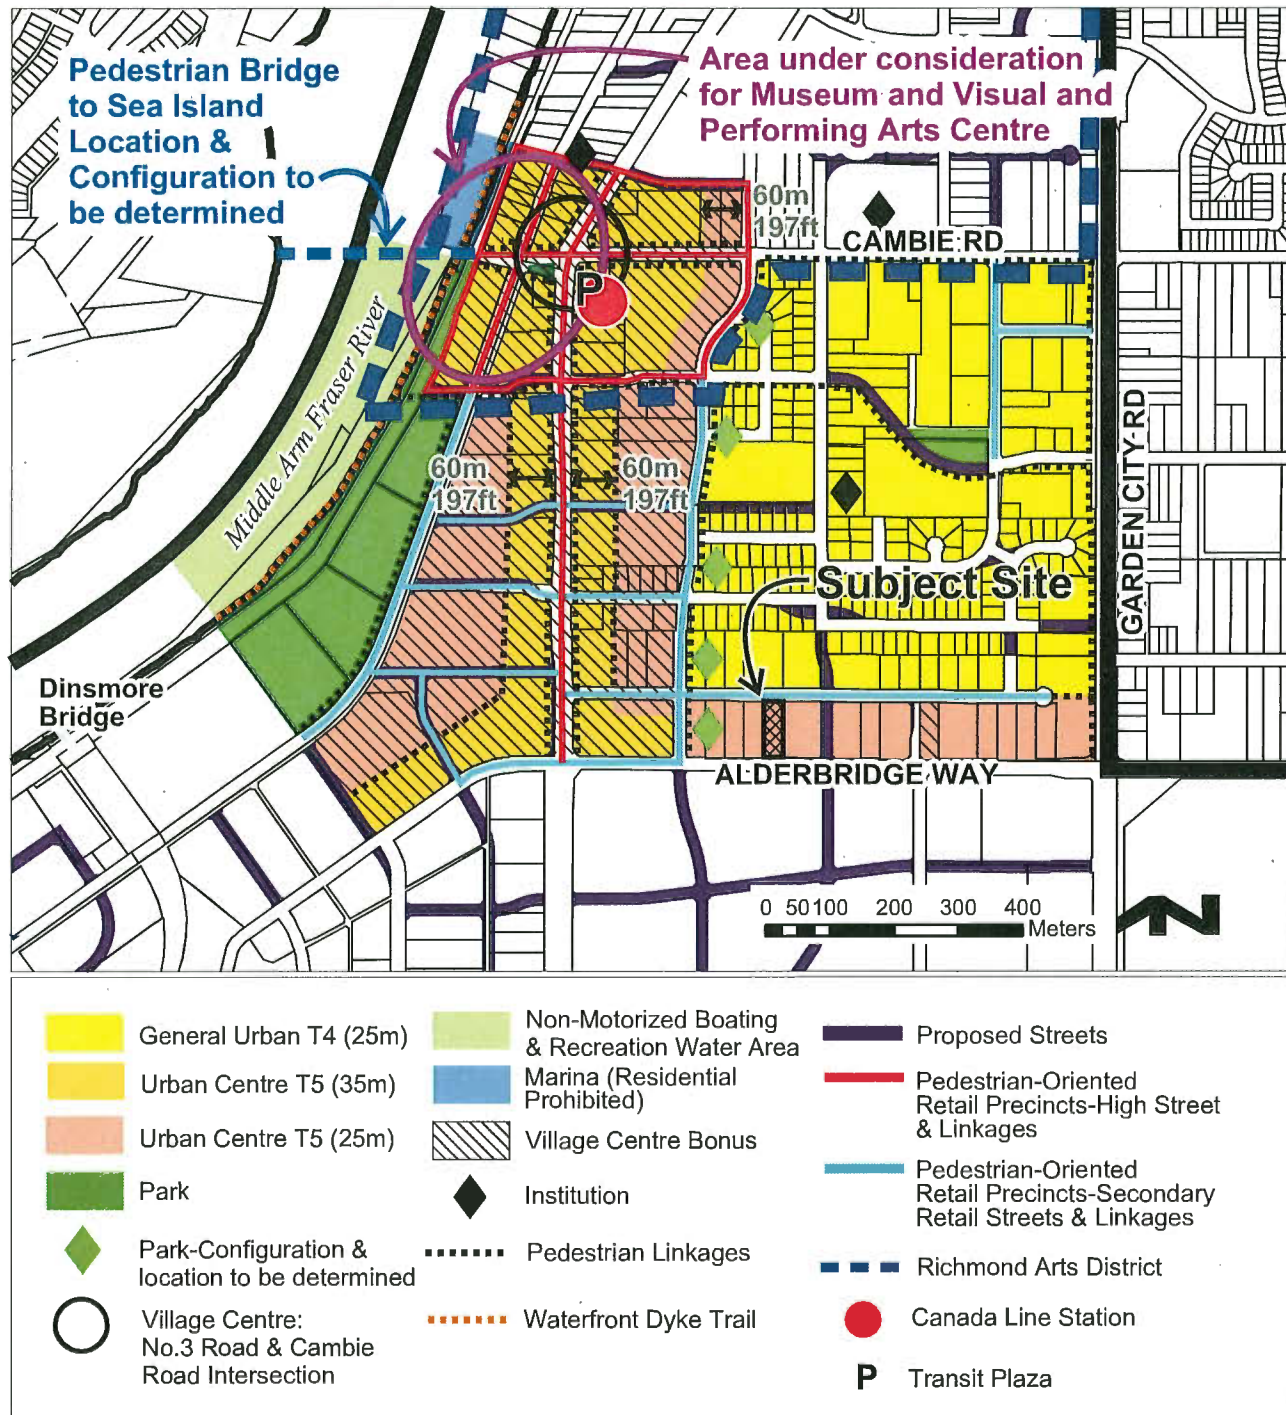 Pedestrian Bridge
to Sea Island
Location &
Configuration to
be determined
Area under consideration
for Museum and Visual and
Performing Arts Centre
60m
197ft
CAMBIE RD
P
Middle Arm Fraser River
60m
197ft
60m
197ft
GARDEN CITY RD
Subject Site
Dinsmore
Bridge
ALDERBRIDGE WAY
0 50 100 200 300 400
Meters
N
General Urban T4 (25m)
Urban Centre T5 (35m)
Urban Centre T5 (25m)
Park
Park-Configuration &
location to be determined
Village Centre:
No.3 Road & Cambie
Road Intersection
Non-Motorized Boating
& Recreation Water Area
Marina (Residential
Prohibited)
Village Centre Bonus
Institution
Pedestrian Linkages
Waterfront Dyke Trail
Proposed Streets
Pedestrian-Oriented
Retail Precincts-High Street
& Linkages
Pedestrian-Oriented
Retail Precincts-Secondary
Retail Streets & Linkages
Richmond Arts District
Canada Line Station
P Transit Plaza